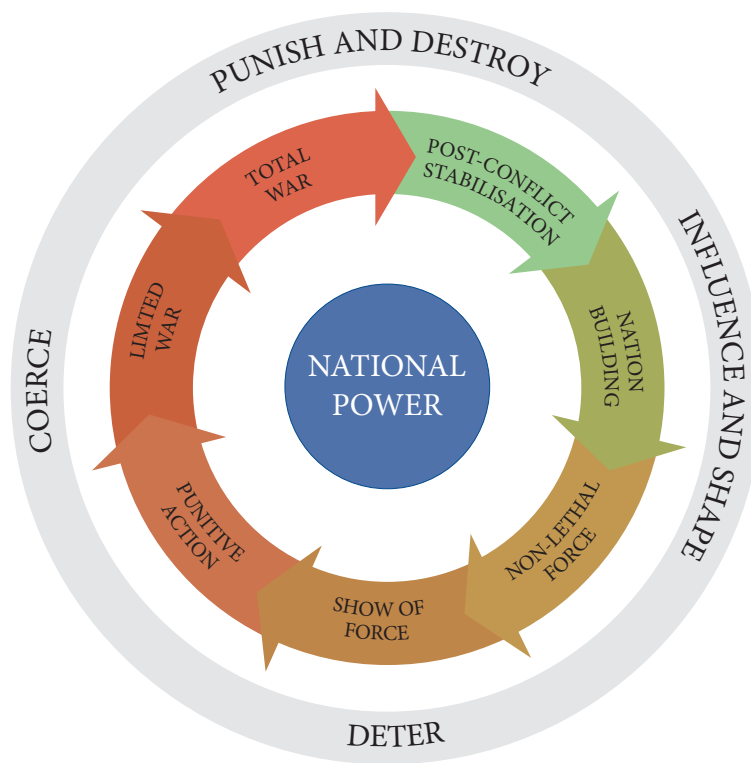 PUNISH AND DESTROY
INFLUENCE AND SHAPE
DETER
COERCE
TOTAL
WAR
POST-CONFLICT
STABILISATION
NATION
BUILDING
NON-LETHAL
FORCE
SHOW OF
FORCE
PUNITIVE
ACTION
LIMTED
WAR
NATIONAL
POWER